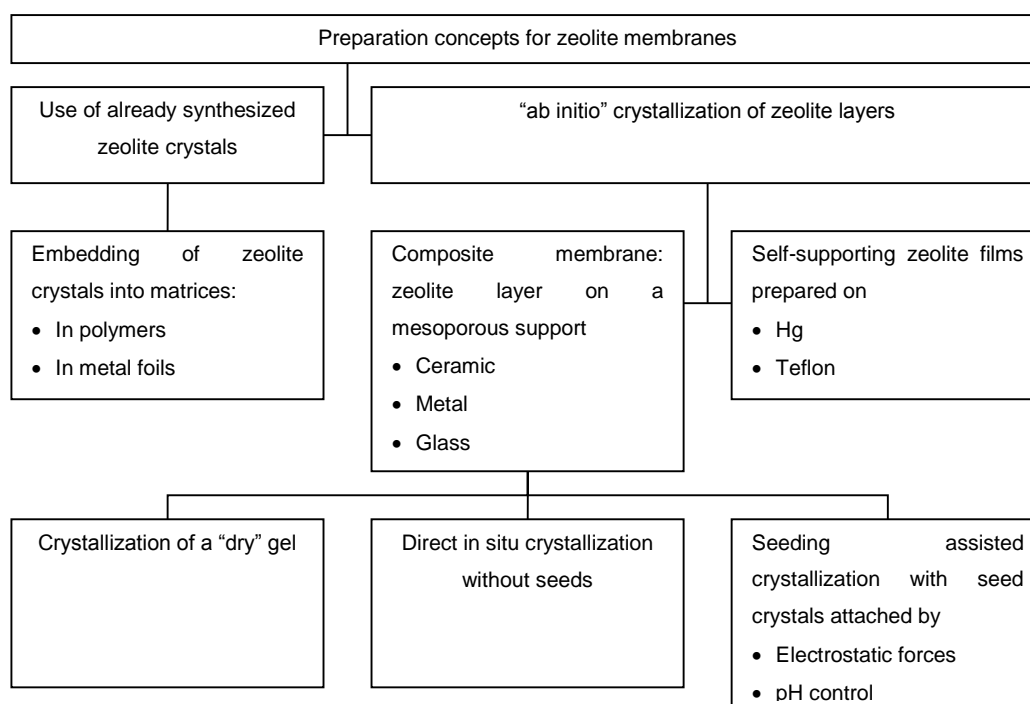 Preparation concepts for zeolite membranes
Use of already synthesized
zeolite crystals
“ab initio” crystallization of zeolite layers
Embedding of zeolite
crystals into matrices:
• In polymers
• In metal foils
Composite membrane:
zeolite layer on a
mesoporous support
• Ceramic
• Metal
• Glass
Self-supporting zeolite films
prepared on
• Hg
• Teflon
Crystallization of a “dry” gel
Direct in situ crystallization
without seeds
Seeding assisted
crystallization with seed
crystals attached by
• Electrostatic forces
• pH control